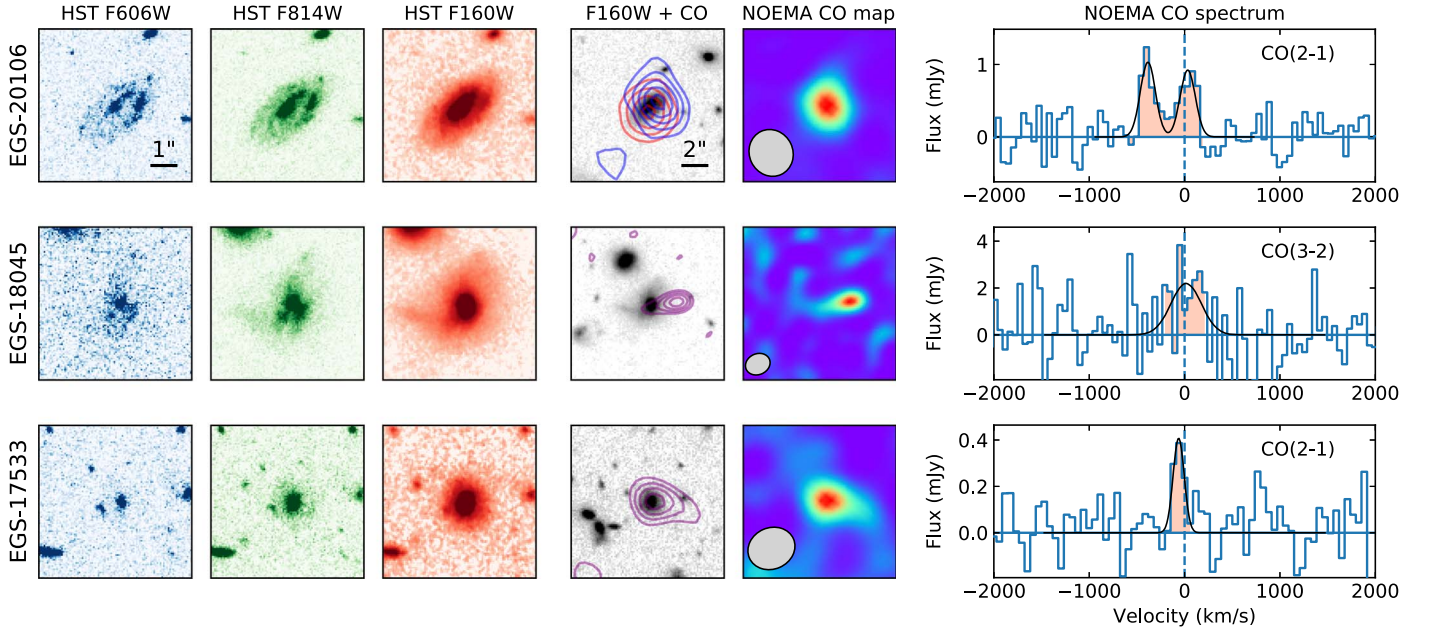 HST F606W HST F814W HST F160W F160W + CO NOEMA CO map NOEMA CO spectrum
EGS-20106
1"
2"
CO(2-1)
Flux (mJy)
1
0
−2000 −1000 0 1000 2000
EGS-18045
CO(3-2)
Flux (mJy)
4
2
0
−2000 −1000 0 1000 2000
EGS-17533
CO(2-1)
Flux (mJy)
0.4
0.2
0.0
−2000 −1000 0 1000 2000
Velocity (km/s)